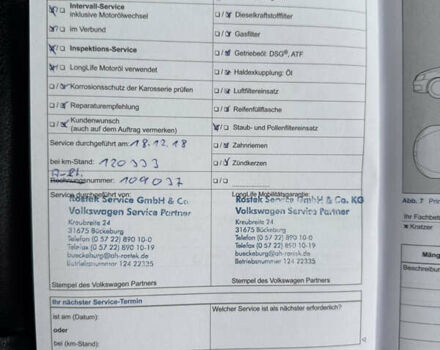 Intervall-Service
inklusive Motorölwechsel
im Verbund
Inspektions-Service
LongLife Motoröl verwendet
Korrosionsschutz der Karosserie prüfen
Reparaturempfehlung
Kundenwunsch
(auch auf dem Auftrag vermerken)
Service durchgeführt am: 18.12.18
bei km-Stand: 120333
A-Bt.
Rechnungsnummer: 109037
Service durchgeführt von:
Rostek Service GmbH & Co. KG
Volkswagen Service Partner
Kreuzbreite 24
31675 Bückeburg
Telefon (0 57 22) 890 10-0
Telefax (0 57 22) 890 10-19
bueckeburg@ah-rostek.de
Betriebsnummer 124 22335
Stempel des Volkswagen Partners
Dieselkraftstofffilter
Gasfilter
Getriebeöl: DSG®, ATF
Haldexkupplung: Öl
Luftfiltereinsatz
Reifenfüllflasche
Staub- und Pollenfiltereinsatz
Zahnriemen
Zündkerzen
LongLife Mobilitätsgarantie:
Rostek Service GmbH & Co. KG
Volkswagen Service Partner
Kreuzbreite 24
31675 Bückeburg
Telefon (0 57 22) 890 10-0
Telefax (0 57 22) 890 10-19
bueckeburg@ah-rostek.de
Betriebsnummer 124 22335
Stempel des Volkswagen Partners
Ihr nächster Service-Termin
ist am (Datum):
oder
bei (km-Stand):
Welcher Service ist als nächster erforderlich?
Abb. 7
Ihr Fachbet
Kratzer
Mäng
Beschreibun